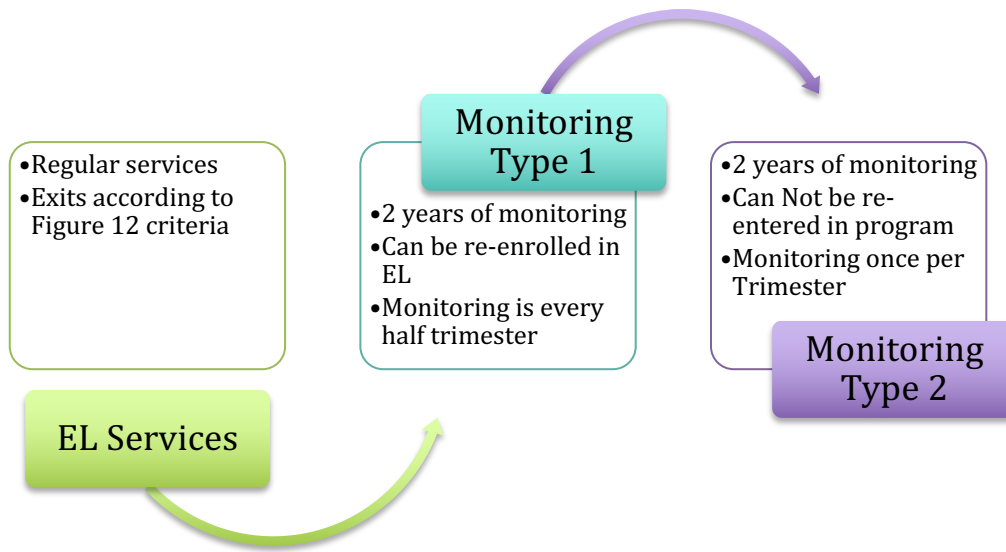 •Regular services
•Exits according to
Figure 12 criteria
EL Services
Monitoring
Type 1
•2 years of monitoring
•Can be re-enrolled in
EL
•Monitoring is every
half trimester
•2 years of monitoring
•Can Not be re-
entered in program
•Monitoring once per
Trimester
Monitoring
Type 2